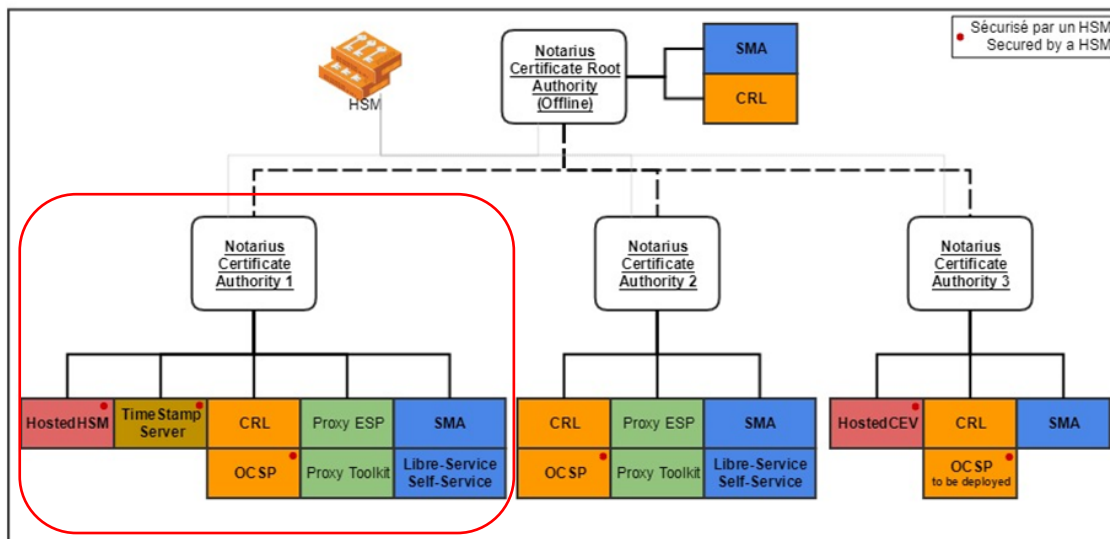 Sécurisé par un HSM
Secured by a HSM
HSM
Notarius
Certificate Root
Authority
(Offline)
SMA
CRL
Notarius
Certificate
Authority 1
Notarius
Certificate
Authority 2
Notarius
Certificate
Authority 3
HostedHSM
TimeStamp
Server
CRL
Proxy ESP
SMA
OCSP
Proxy Toolkit
Libre-Service
Self-Service
CRL
Proxy ESP
SMA
OCSP
Proxy Toolkit
Libre-Service
Self-Service
HostedCEV
CRL
SMA
OCSP
to be deployed